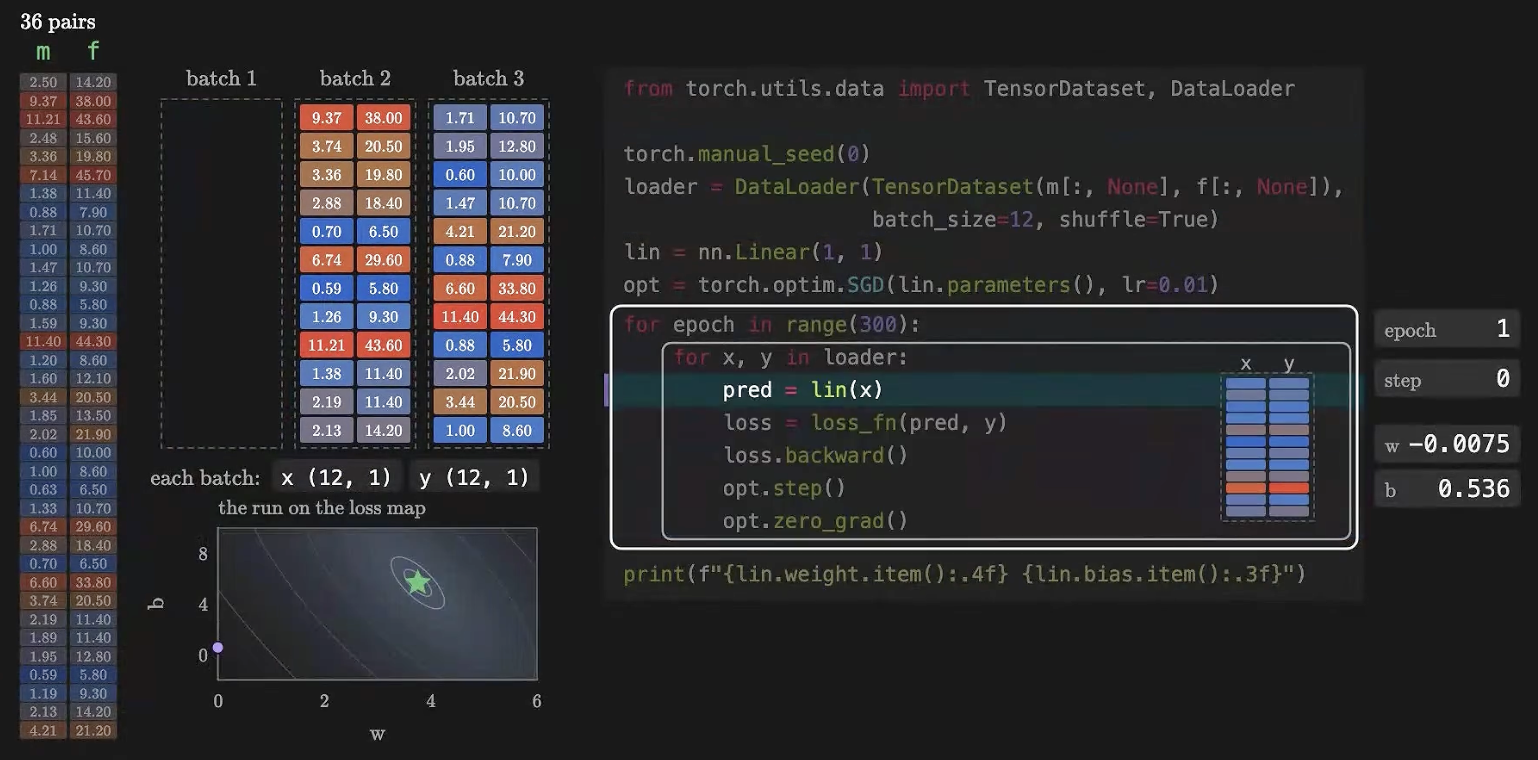 36 pairs
m f
2.50 14.20
9.37 38.00
11.21 43.60
2.48 15.60
3.36 19.80
7.14 45.70
1.38 11.40
0.88 7.90
1.71 10.70
1.00 8.60
1.47 10.70
1.26 9.30
0.88 5.80
1.59 9.30
11.40 44.30
1.20 8.60
1.60 12.10
3.44 20.50
1.85 13.50
2.02 21.90
0.60 10.00
1.00 8.60
0.63 6.50
1.33 10.70
6.74 29.60
2.88 18.40
0.70 6.50
6.60 33.80
3.74 20.50
2.19 11.40
1.89 11.40
1.95 12.80
0.59 5.80
1.19 9.30
2.13 14.20
4.21 21.20
batch 1 batch 2 batch 3
9.37 38.00 1.71 10.70
3.74 20.50 1.95 12.80
3.36 19.80 0.60 10.00
2.88 18.40 1.47 10.70
0.70 6.50 4.21 21.20
6.74 29.60 0.88 7.90
0.59 5.80 6.60 33.80
1.26 9.30 11.40 44.30
11.21 43.60 0.88 5.80
1.38 11.40 2.02 21.90
2.19 11.40 3.44 20.50
2.13 14.20 1.00 8.60
each batch: x (12, 1) y (12, 1)
the run on the loss map
8
4
0
b
0 2 4 6
w
from torch.utils.data import TensorDataset, DataLoader
torch.manual_seed(0)
loader = DataLoader(TensorDataset(m[:, None], f[:, None]),
batch_size=12, shuffle=True)
lin = nn.Linear(1, 1)
opt = torch.optim.SGD(lin.parameters(), lr=0.01)
for epoch in range(300):
for x, y in loader:
pred = lin(x)
loss = loss_fn(pred, y)
loss.backward()
opt.step()
opt.zero_grad()
print(f"{lin.weight.item():.4f} {lin.bias.item():.3f}")
x y
epoch 1
step 0
w -0.0075
b 0.536